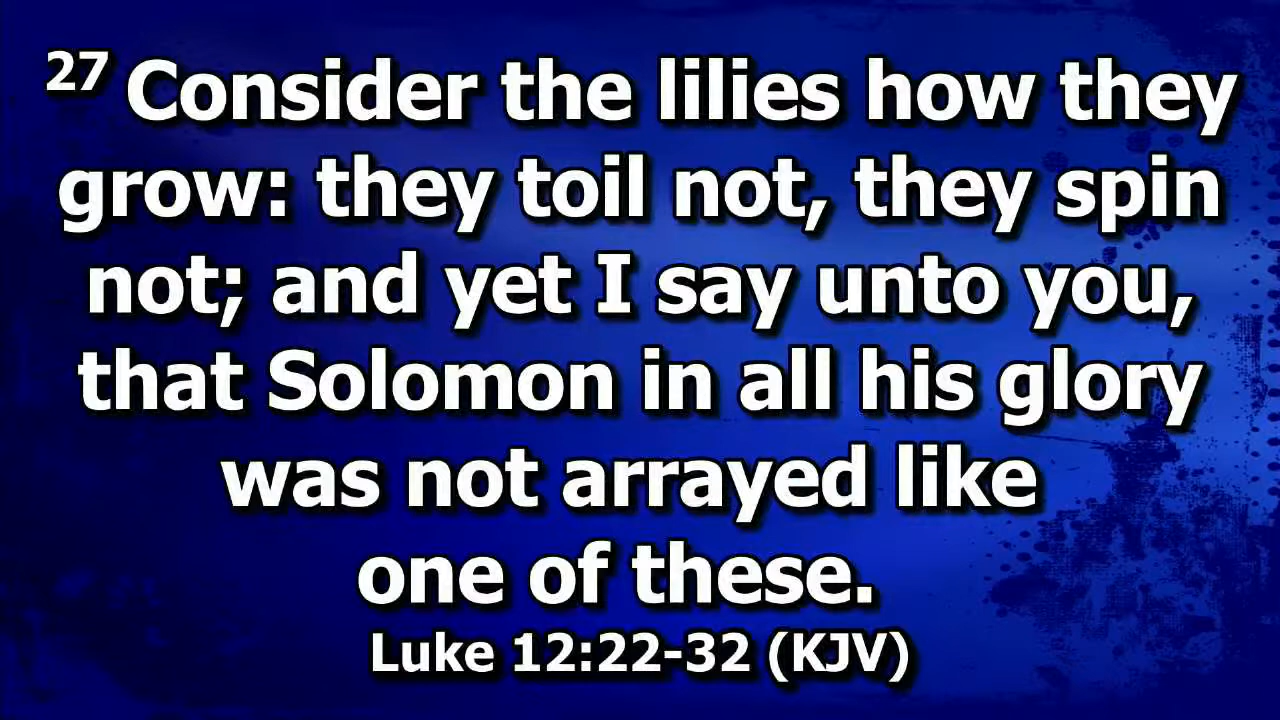 27 Consider the lilies how they
grow: they toil not, they spin
not; and yet I say unto you,
that Solomon in all his glory
was not arrayed like
one of these.
Luke 12:22-32 (KJV)